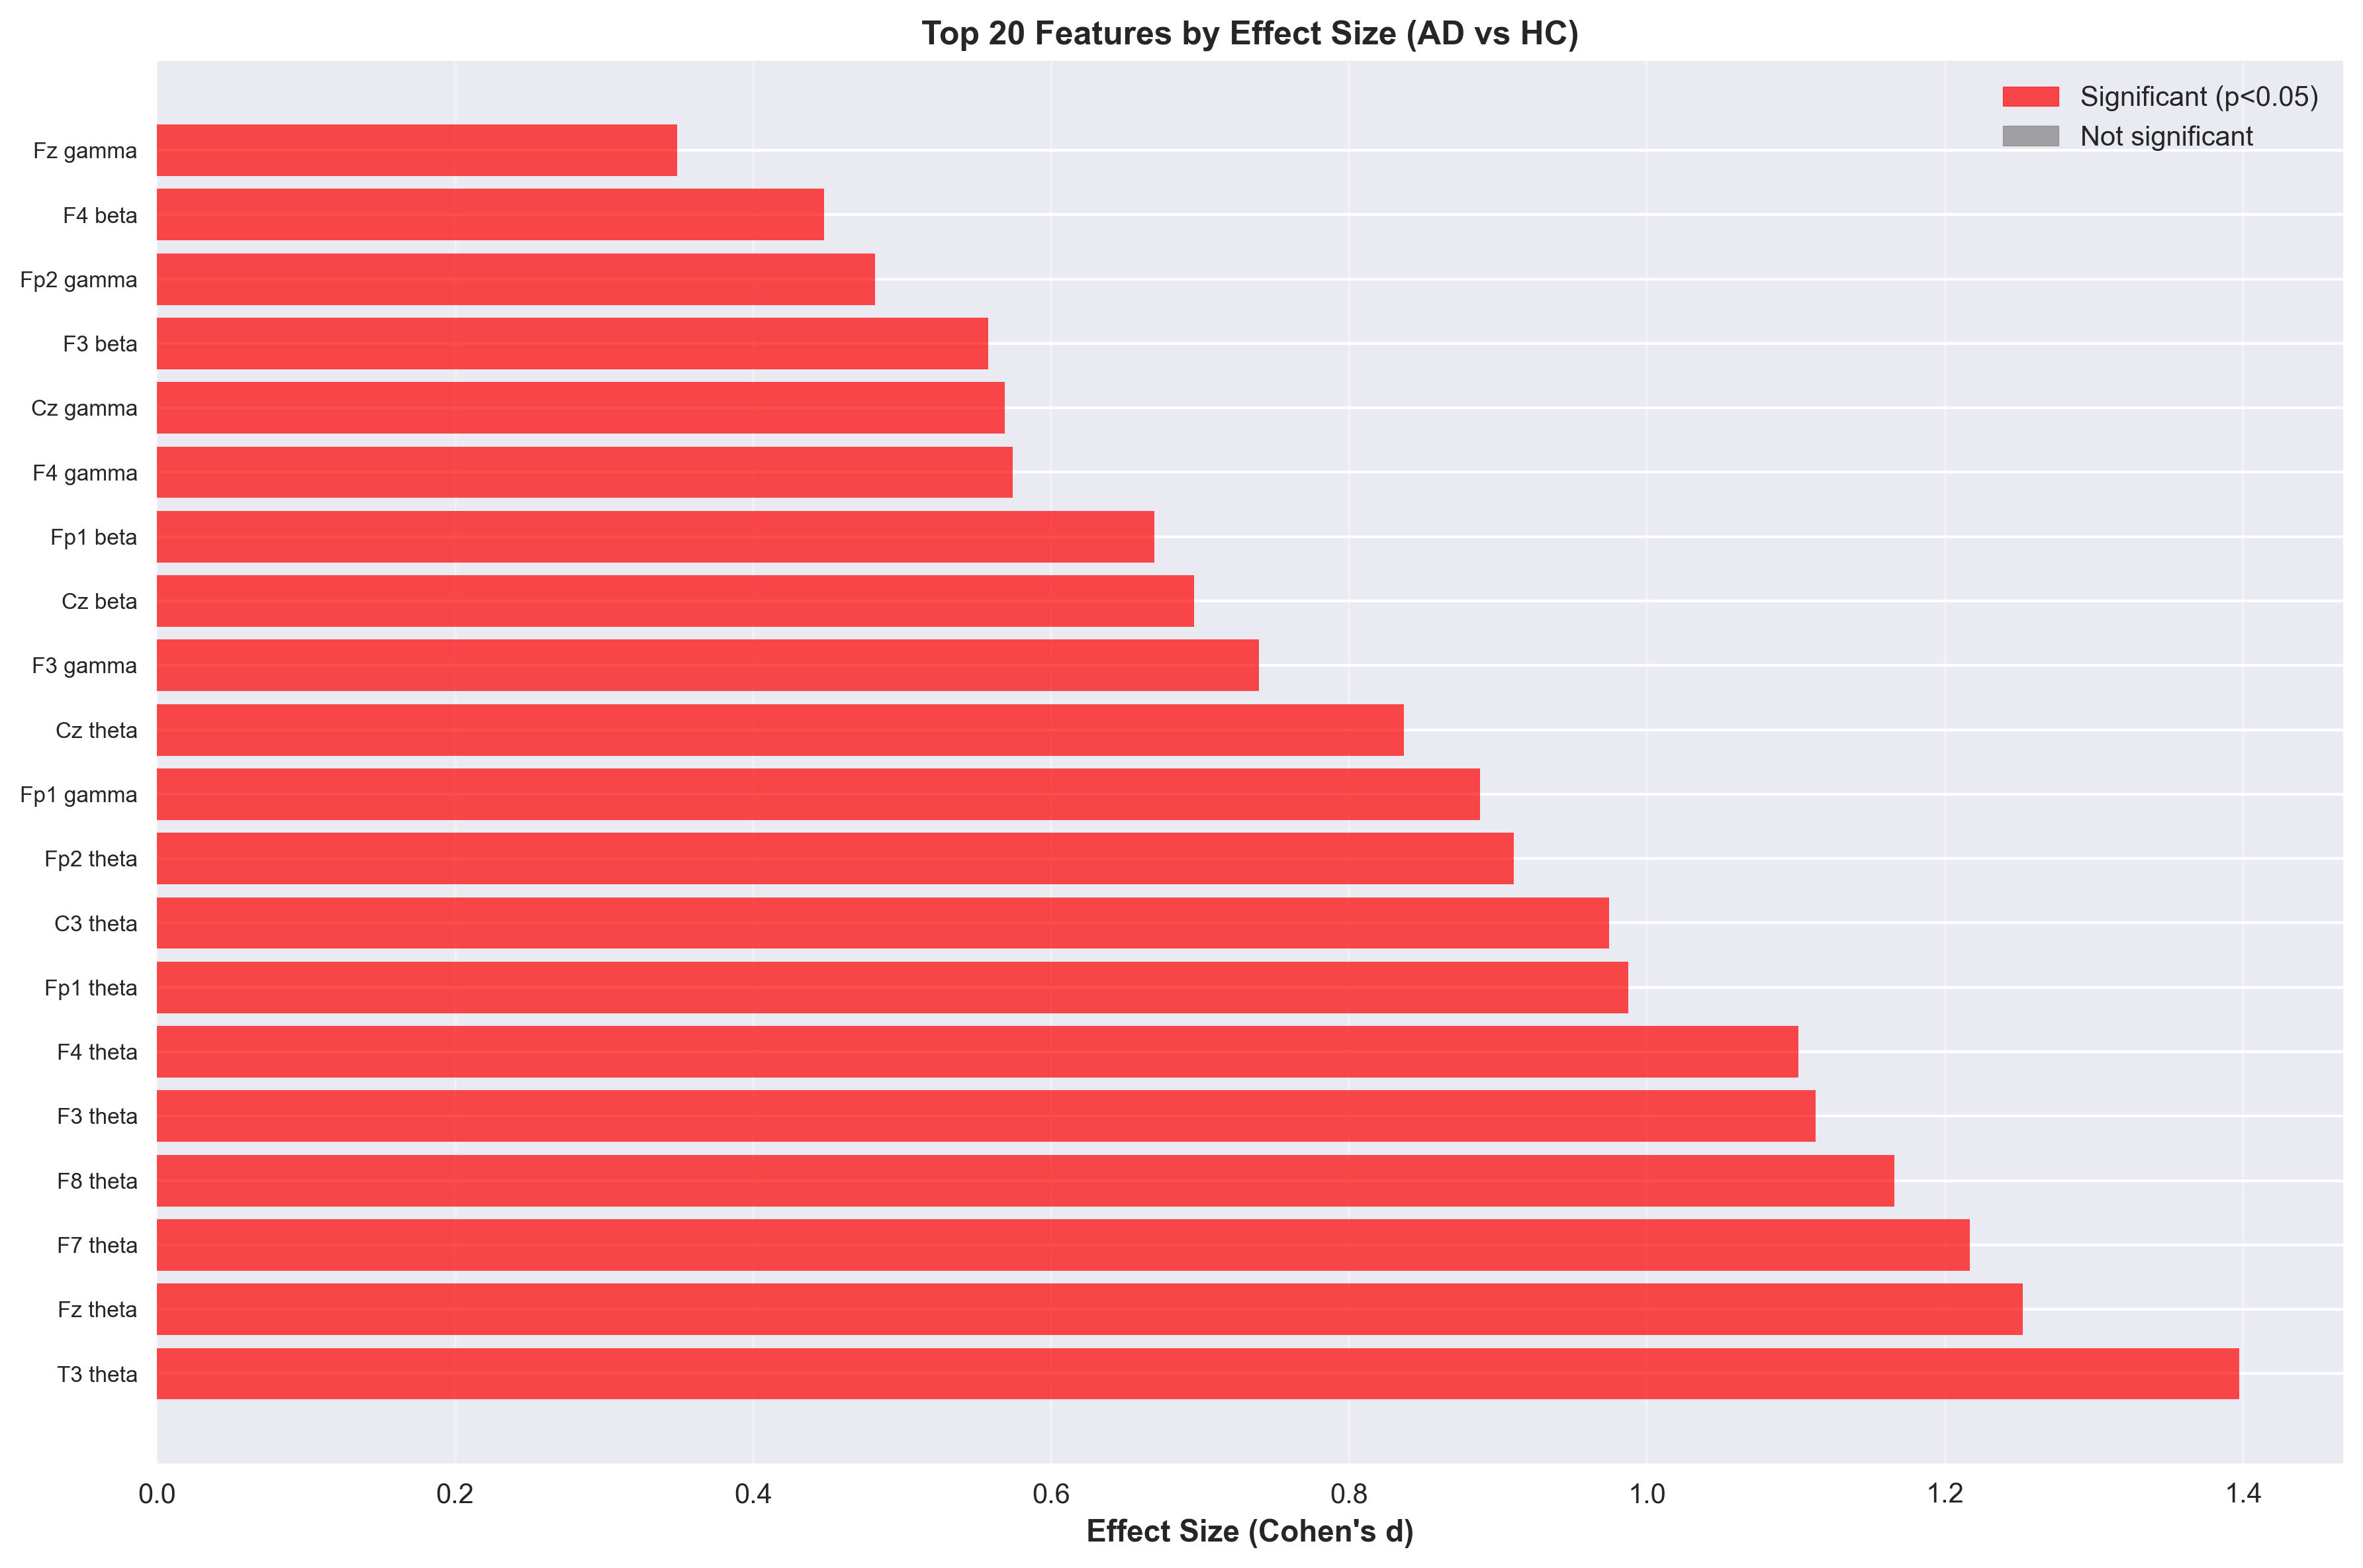 Top 20 Features by Effect Size (AD vs HC)
Significant (p<0.05)
Not significant
Fz gamma
F4 beta
Fp2 gamma
F3 beta
Cz gamma
F4 gamma
Fp1 beta
Cz beta
F3 gamma
Cz theta
Fp1 gamma
Fp2 theta
C3 theta
Fp1 theta
F4 theta
F3 theta
F8 theta
F7 theta
Fz theta
T3 theta
0.0 0.2 0.4 0.6 0.8 1.0 1.2 1.4
Effect Size (Cohen's d)